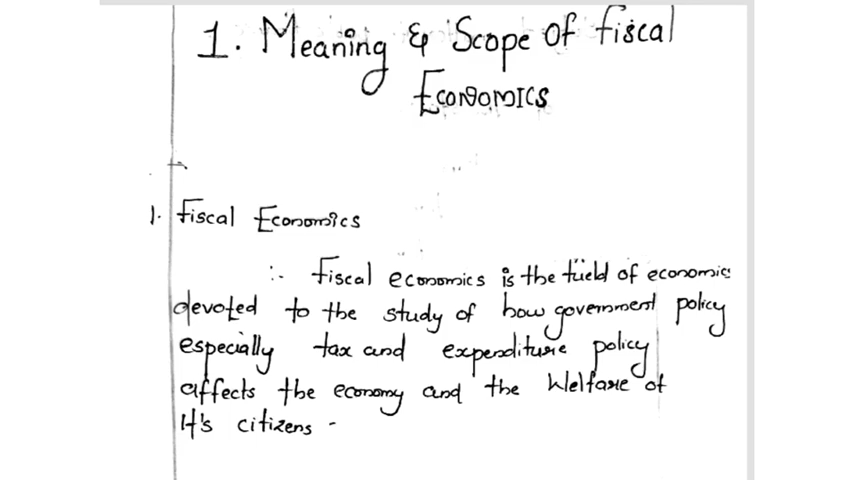 1. Meaning & Scope Of fiscal
Economics
1. Fiscal Economics
:- Fiscal economics is the field of economic
devoted to the study of how government policy
especially tax and expenditure policy
affects the economy and the Welfare of
It's citizens -